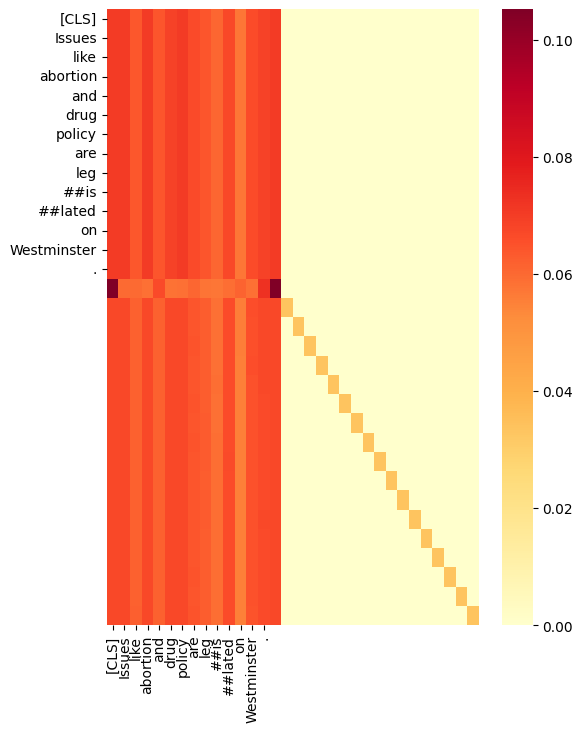 [CLS]
Issues
like
abortion
and
drug
policy
are
leg
##is
##lated
on
Westminster
.
[CLS]
Issues
like
abortion
and
drug
policy
are
leg
##is
##lated
on
Westminster
.
0.10
0.08
0.06
0.04
0.02
0.00